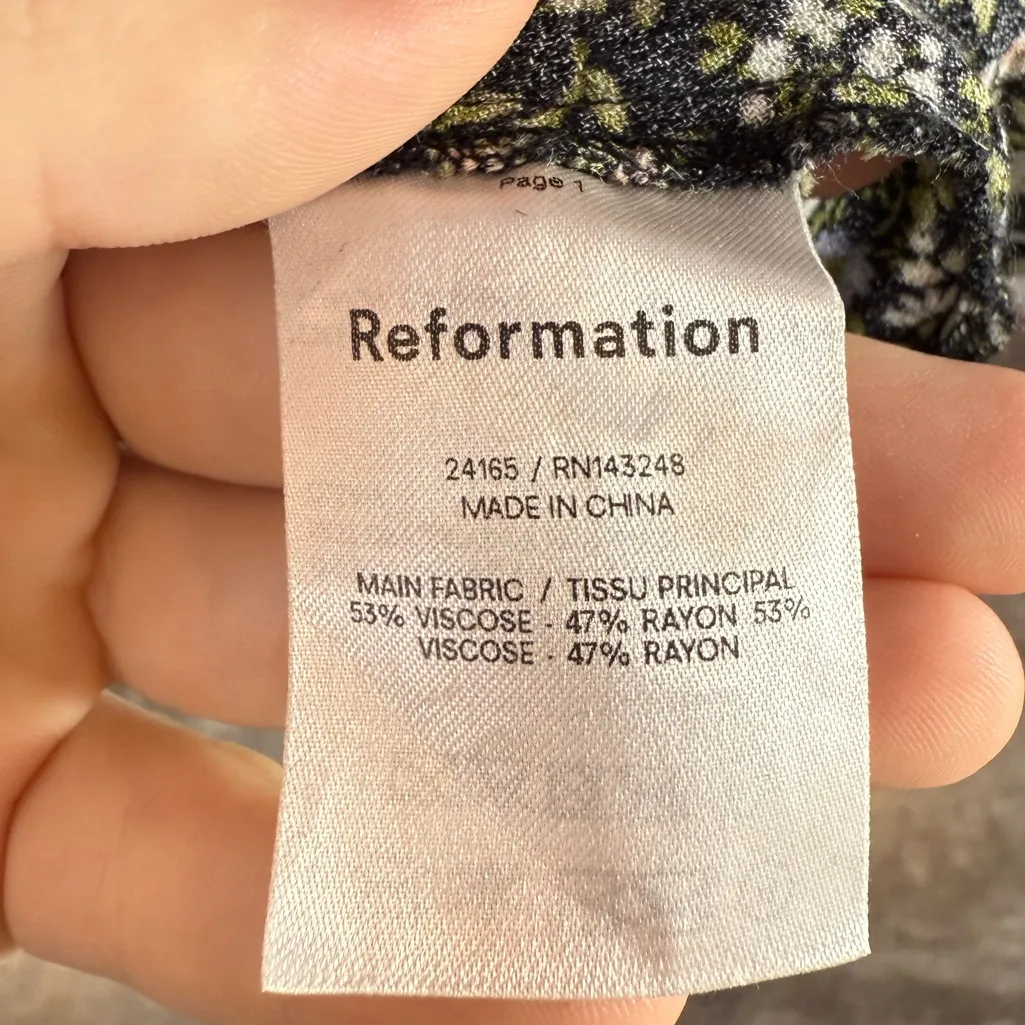 Page 1
Reformation
24165 / RN143248
MADE IN CHINA
MAIN FABRIC / TISSU PRINCIPAL
53% VISCOSE - 47% RAYON 53%
VISCOSE - 47% RAYON